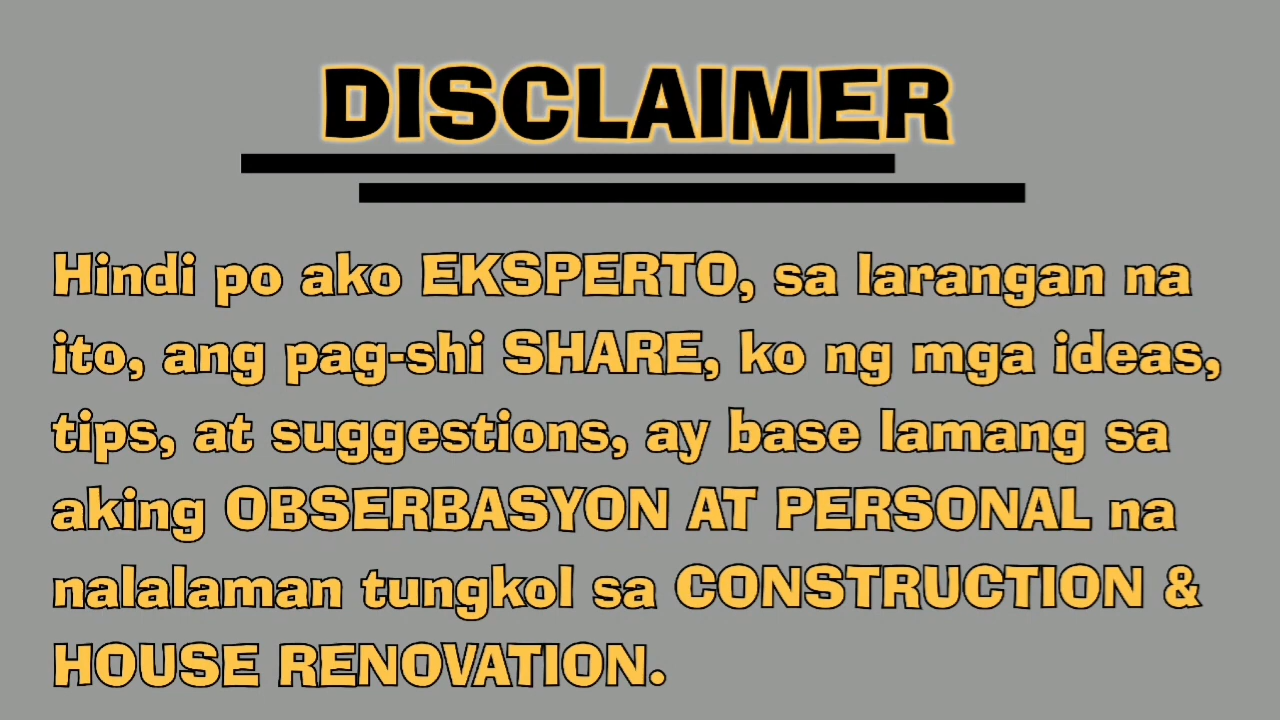 DISCLAIMER
Hindi po ako EKSPERTO, sa larangan na
ito, ang pag-shi SHARE, ko ng mga ideas,
tips, at suggestions, ay base lamang sa
aking OBSERBASYON AT PERSONAL na
nalalaman tungkol sa CONSTRUCTION &
HOUSE RENOVATION.